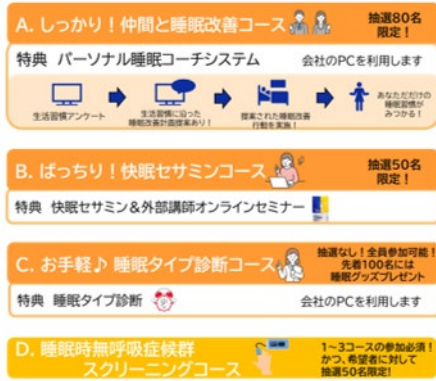 A. しっかり！仲間と睡眠改善コース
抽選80名
限定！
特典 パーソナル睡眠コーチシステム
会社のPCを利用します
生活習慣アンケート
生活習慣に沿った
睡眠改善計画提案あり！
提案された睡眠改善
行動を実施！
あなただけの
睡眠習慣が
みつかる！
B. ばっちり！快眠セサミンコース
抽選50名
限定！
特典 快眠セサミン＆外部講師オンラインセミナー
C. お手軽♪ 睡眠タイプ診断コース
抽選なし！全員参加可能！
先着100名には
睡眠グッズプレゼント
特典 睡眠タイプ診断
会社のPCを利用します
D. 睡眠時無呼吸症候群
スクリーニングコース
1～3コースの参加必須！
かつ、希望者に対して
抽選50名限定!